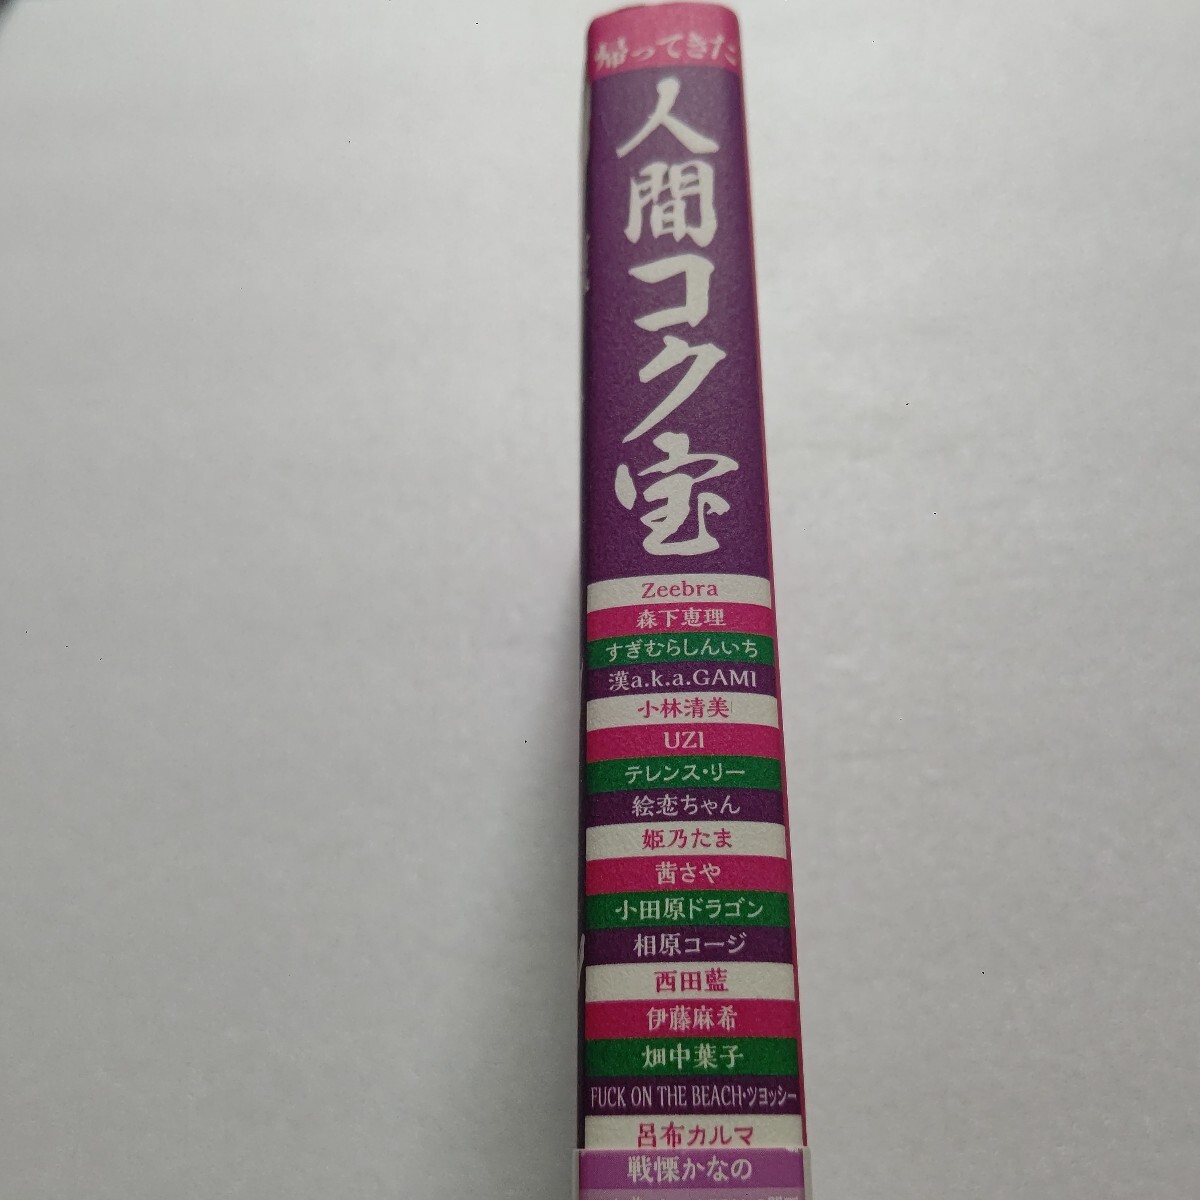 帰ってきた
人間コク宝
Zeebra
森下恵理
すぎむらしんいち
漢a.k.a.GAMI
小林清美
UZI
テレンス・リー
絵恋ちゃん
姫乃たま
茜さや
小田原ドラゴン
相原コージ
西田藍
伊藤麻希
畑中葉子
FUCK ON THE BEACH・ツヨッシー
呂布カルマ
戦慄かなの